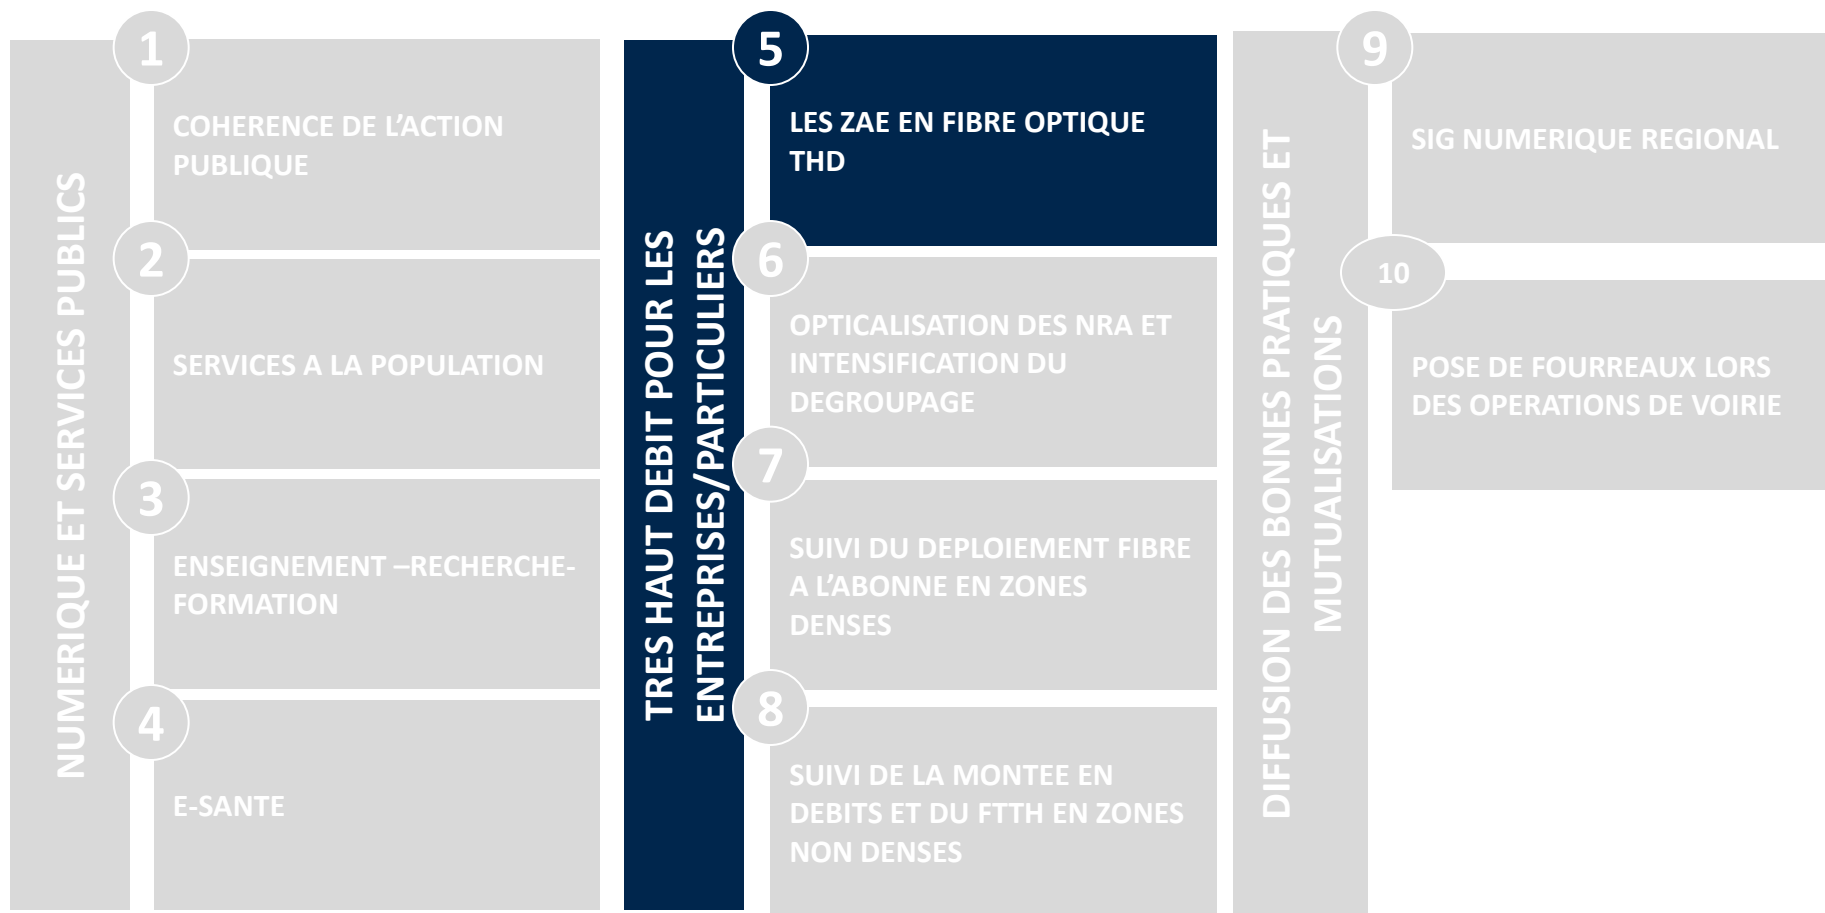 NUMERIQUE ET SERVICES PUBLICS
1
COHERENCE DE L’ACTION
PUBLIQUE
2
SERVICES A LA POPULATION
3
ENSEIGNEMENT –RECHERCHE-
FORMATION
4
E-SANTE
TRES HAUT DEBIT POUR LES
ENTREPRISES/PARTICULIERS
5
LES ZAE EN FIBRE OPTIQUE
THD
6
OPTICALISATION DES NRA ET
INTENSIFICATION DU
DEGROUPAGE
7
SUIVI DU DEPLOIEMENT FIBRE
A L’ABONNE EN ZONES
DENSES
8
SUIVI DE LA MONTEE EN
DEBITS ET DU FTTH EN ZONES
NON DENSES
DIFFUSION DES BONNES PRATIQUES ET
MUTUALISATIONS
9
SIG NUMERIQUE REGIONAL
10
POSE DE FOURREAUX LORS
DES OPERATIONS DE VOIRIE